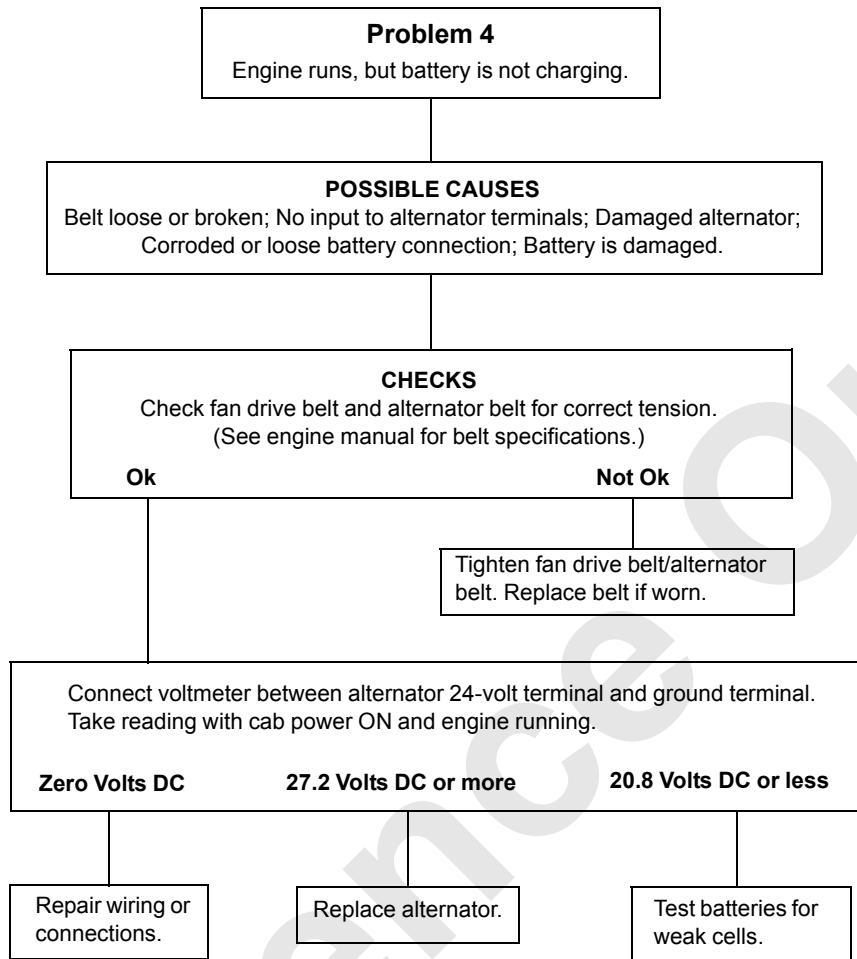 Problem 4
Engine runs, but battery is not charging.
POSSIBLE CAUSES
Belt loose or broken; No input to alternator terminals; Damaged alternator;
Corroded or loose battery connection; Battery is damaged.
CHECKS
Check fan drive belt and alternator belt for correct tension.
(See engine manual for belt specifications.)
Ok Not Ok
Tighten fan drive belt/alternator
belt. Replace belt if worn.
Connect voltmeter between alternator 24-volt terminal and ground terminal.
Take reading with cab power ON and engine running.
Zero Volts DC 27.2 Volts DC or more 20.8 Volts DC or less
Repair wiring or
connections.
Replace alternator.
Test batteries for
weak cells.